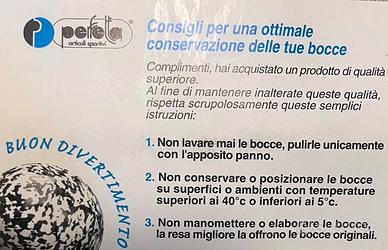 perfetta
articoli sportivi
Consigli per una ottimale
conservazione delle tue bocce
Complimenti, hai acquistato un prodotto di qualità
superiore.
Al fine di mantenere inalterate queste qualità,
rispetta scrupolosamente queste semplici
istruzioni:
1. Non lavare mai le bocce, pulirle unicamente
con l'apposito panno.
2. Non conservare o posizionare le bocce
su superfici o ambienti con temperature
superiori ai 40°c o inferiori ai 5°c.
3. Non manomettere o elaborare le bocce,
la resa migliore la offrono le bocce originali.
BUON DIVERTIMENTO